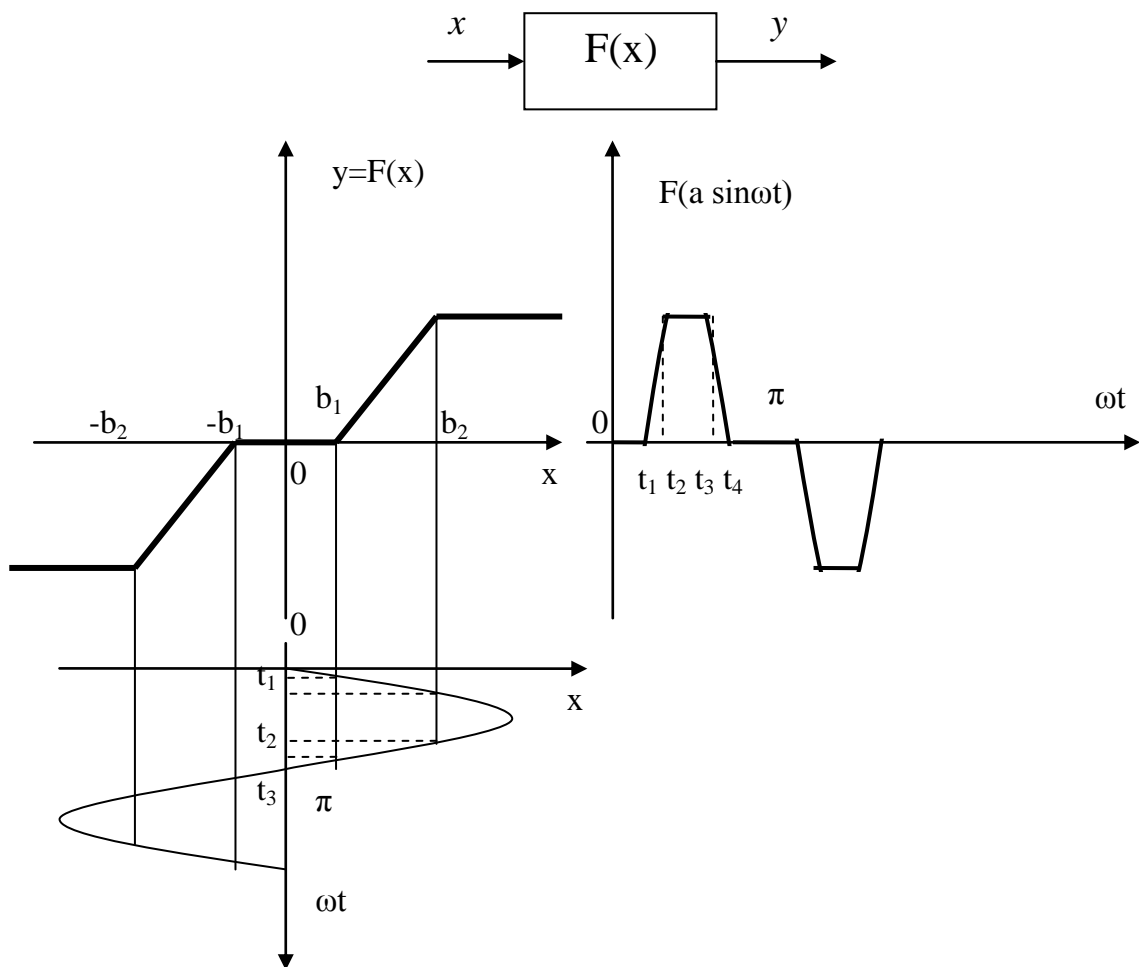 x
F(x)
y
y=F(x)
F(a sinωt)
-b₂ -b₁ b₁ b₂
0
x
0 π ωt
t₁ t₂ t₃ t₄
0
t₁
x
t₂
t₃ π
ωt